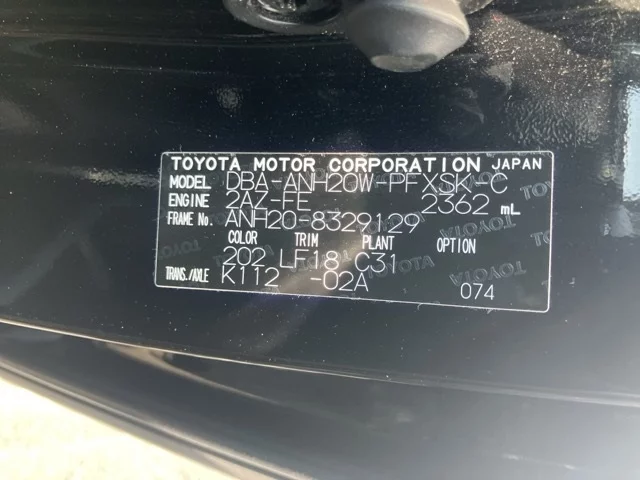 TOYOTA MOTOR CORPORATION JAPAN
MODEL DBA-ANH20W-PFXSK-C
ENGINE 2AZ-FE 2362 mL
FRAME No. ANH20-8329129
COLOR TRIM PLANT OPTION
202 LF18 C31
TRANS./AXLE K112 -02A
074